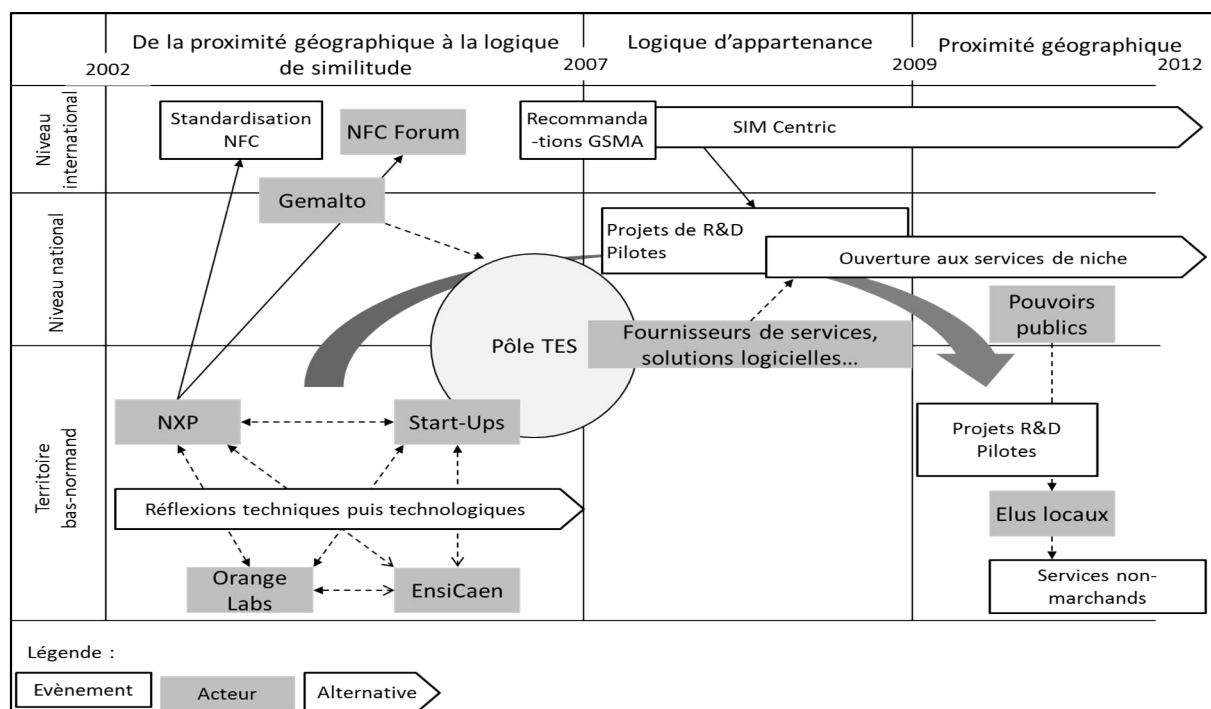 De la proximité géographique à la logique
de similitude
Logique d'appartenance
Proximité géographique
2002
2007
2009
2012
Niveau
international
Standardisation
NFC
NFC Forum
Recommanda
-tions GSMA
SIM Centric
Gemalto
Niveau national
Projets de R&D
Pilotes
Ouverture aux services de niche
Pôle TES
Fournisseurs de services,
solutions logicielles...
Pouvoirs
publics
Territoire
bas-normand
NXP
Start-Ups
Projets R&D
Pilotes
Réflexions techniques puis technologiques
Elus locaux
Orange
Labs
EnsiCaen
Services non-
marchands
Légende :
Evènement
Acteur
Alternative